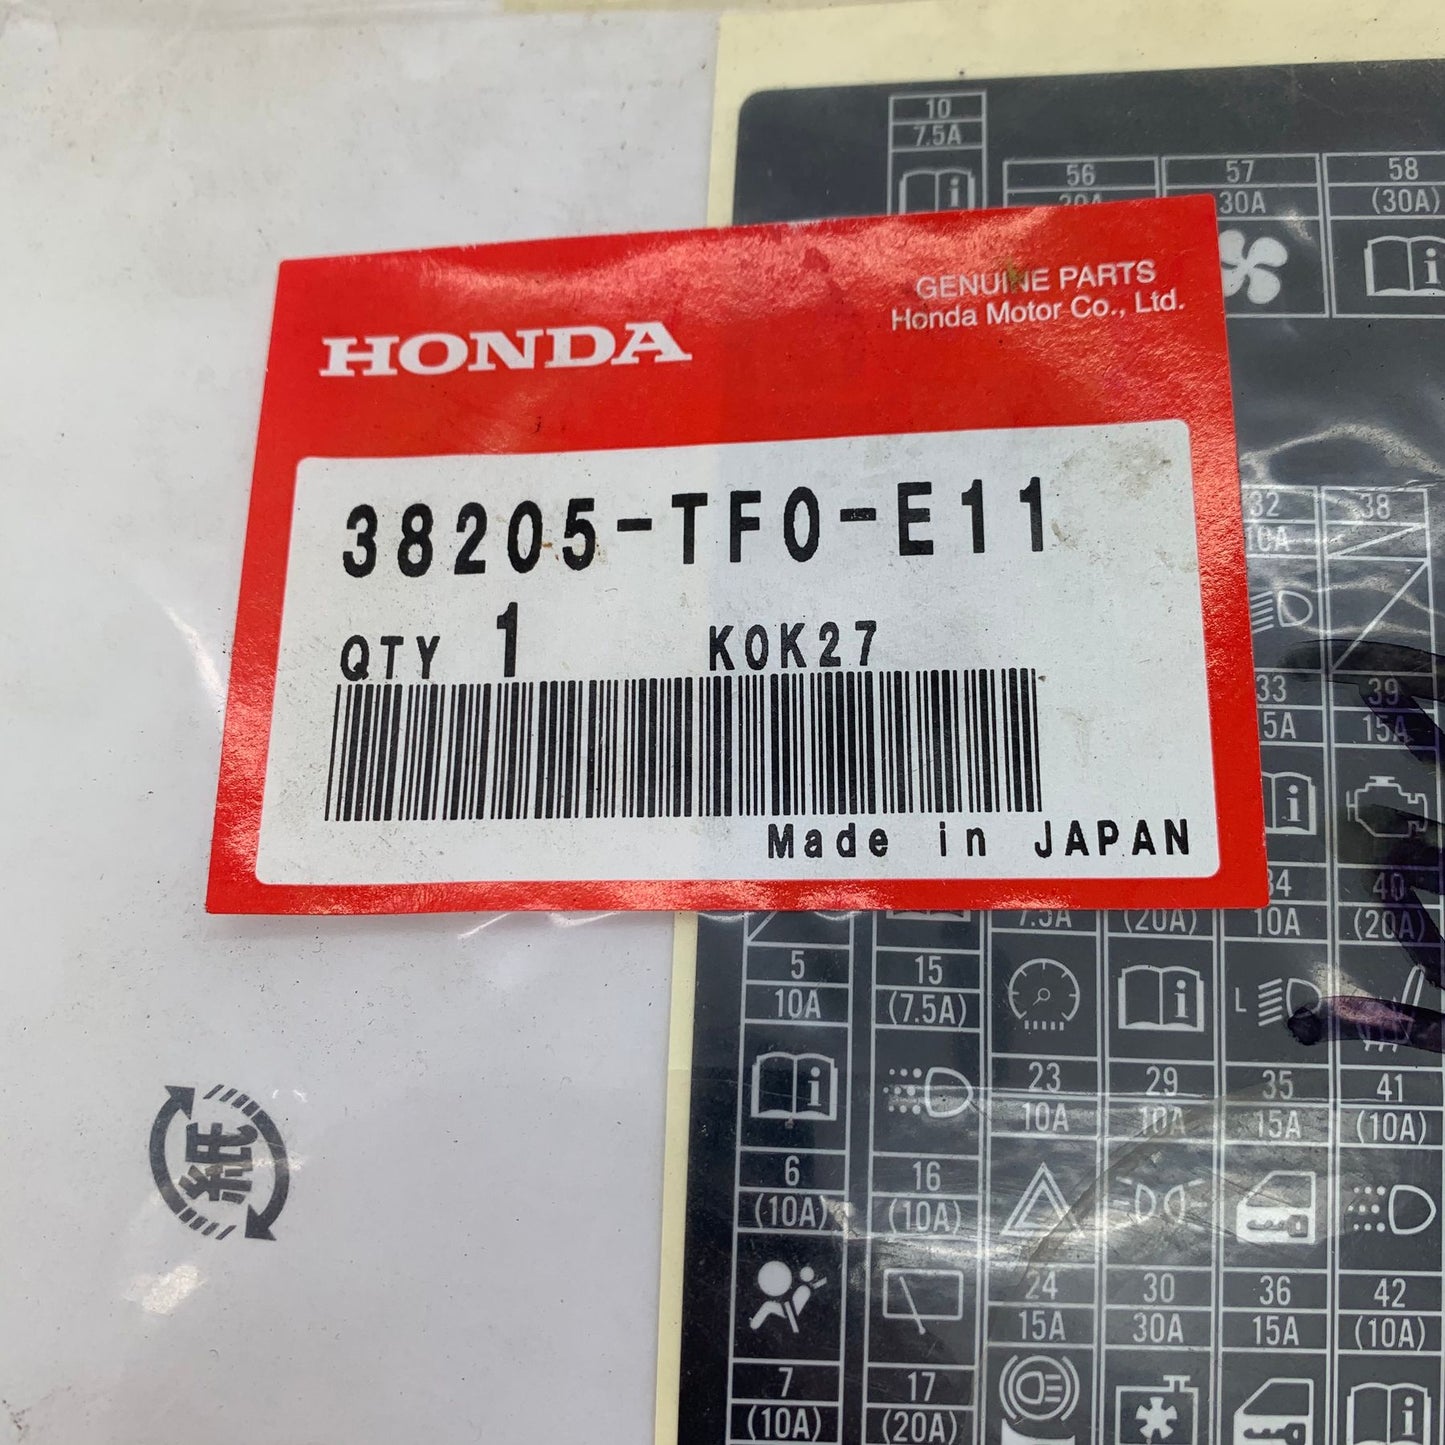 10
7.5A
56 57 58
30A (30A)
GENUINE PARTS
Honda Motor Co., Ltd.
HONDA
38205-TF0-E11
QTY 1 K0K27
Made in JAPAN
32 38
10A
33 39
15A
34 40
7.5A (20A) 10A (20A)
5 15
10A (7.5A)
L
23 29 35 41
10A 10A 15A (10A)
6 16
(10A) (10A)
紙
24 30 36 42
15A 30A 15A (10A)
7 17
(10A) (20A)